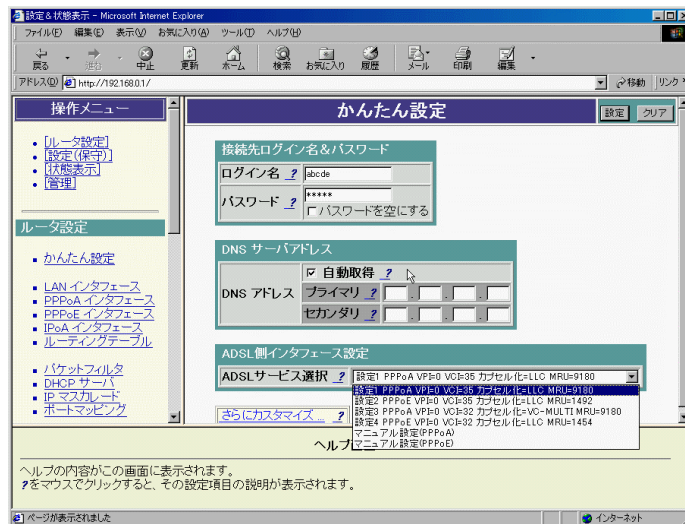 設定&状態表示 - Microsoft Internet Explorer
ファイル(F) 編集(E) 表示(V) お気に入り(A) ツール(T) ヘルプ(H)
戻る 進む 中止 更新 ホーム 検索 お気に入り 履歴 メール 印刷 編集
アドレス(D) http://192.168.0.1/ 移動 リンク
操作メニュー
[ルータ設定]
[設定(保守)]
[状態表示]
[管理]
ルータ設定
かんたん設定
LAN インタフェース
PPPoA インタフェース
PPPoE インタフェース
IPoA インタフェース
ルーティングテーブル
パケットフィルタ
DHCP サーバ
IP マスカレード
ポートマッピング
かんたん設定 設定 クリア
接続先ログイン名&パスワード
ログイン名 ? abcde
パスワード ? *****
パスワードを空にする
DNS サーバアドレス
DNS アドレス 自動取得 ?
プライマリ ? . . .
セカンダリ ? . . .
ADSL側インタフェース設定
ADSLサービス選択 ? 設定1 PPPoA VPI=0 VCI=35 カプセル化=LLC MRU=9180
設定1 PPPoA VPI=0 VCI=35 カプセル化=LLC MRU=9180
設定2 PPPoE VPI=0 VCI=35 カプセル化=LLC MRU=1492
設定3 PPPoA VPI=0 VCI=32 カプセル化=VC-MULTI MRU=9180
設定4 PPPoE VPI=0 VCI=32 カプセル化=LLC MRU=1454
マニュアル設定(PPPoA)
マニュアル設定(PPPoE)
さらにカスタマイズ... ?
ヘルプ
ヘルプの内容がこの画面に表示されます。
?をマウスでクリックすると、その設定項目の説明が表示されます。
ページが表示されました インターネット